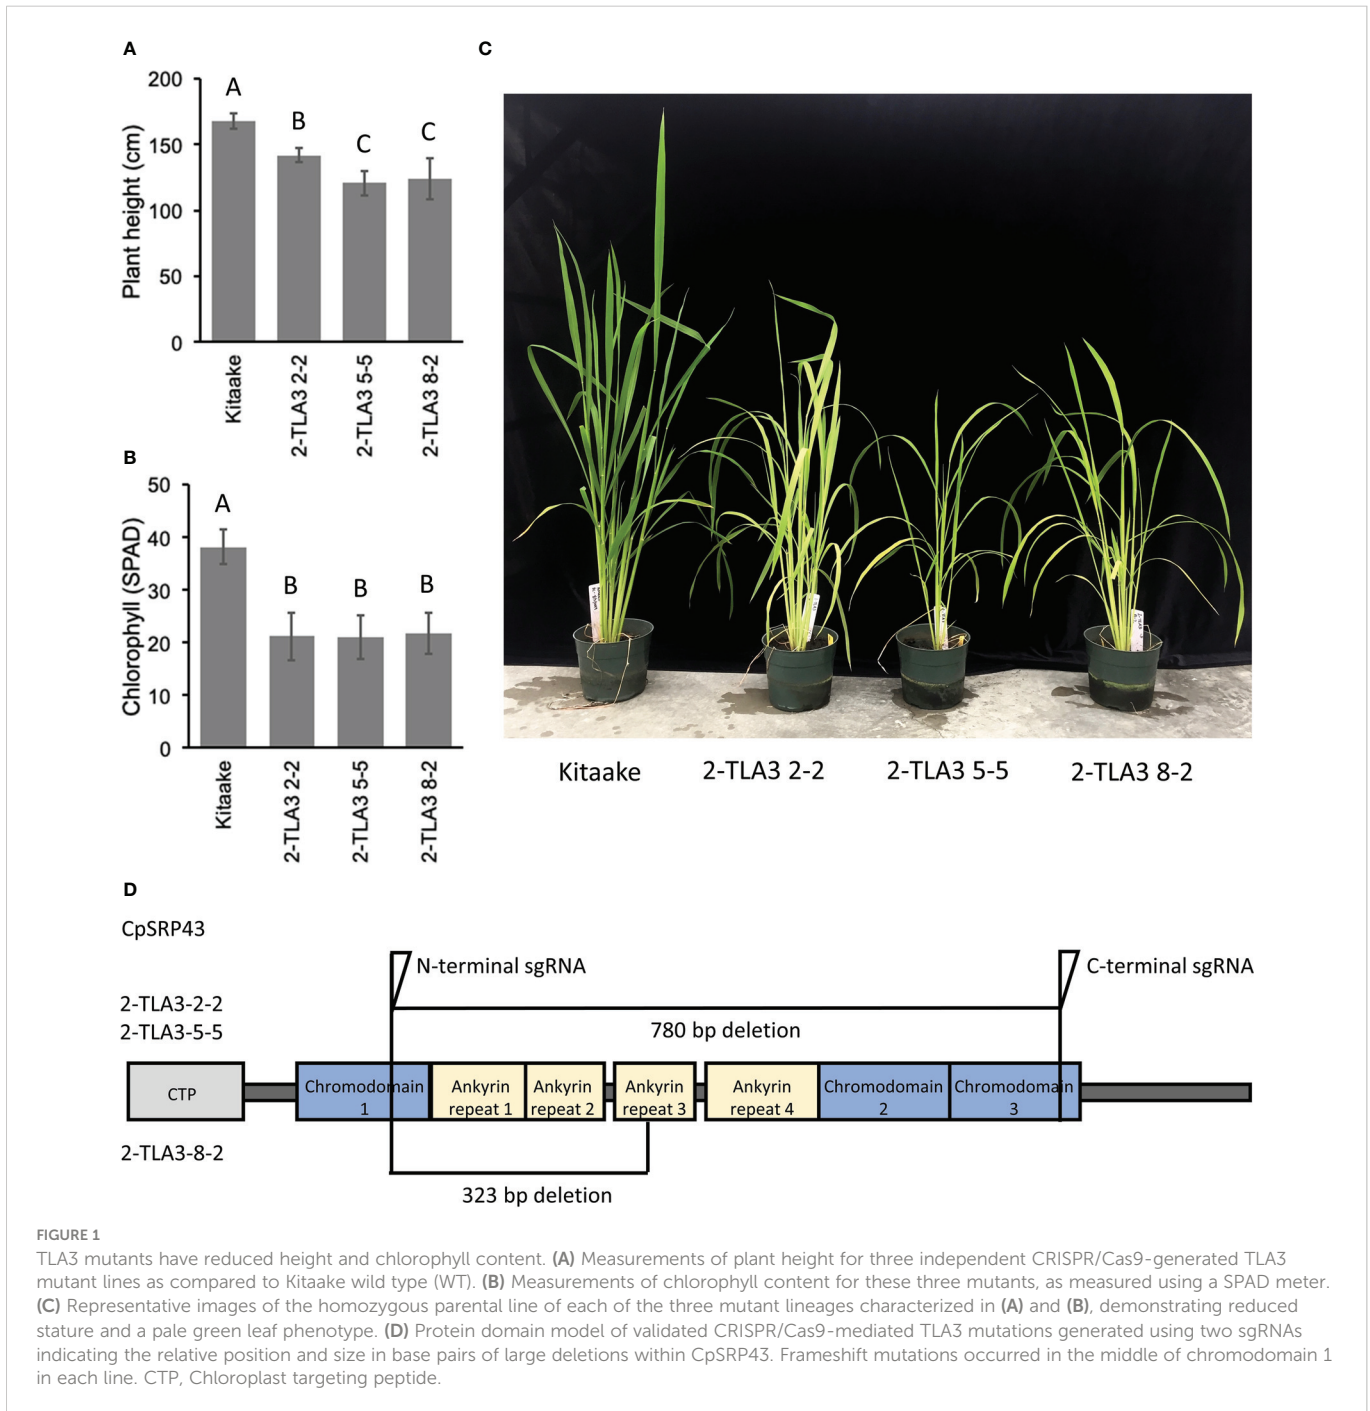 A
200
150
100
50
0
Plant height (cm)
A
B
C
C
Kitaake
2-TLA3 2-2
2-TLA3 5-5
2-TLA3 8-2
B
50
40
30
20
10
0
Chlorophyll (SPAD)
A
B
B
B
Kitaake
2-TLA3 2-2
2-TLA3 5-5
2-TLA3 8-2
C
Kitaake
2-TLA3 2-2
2-TLA3 5-5
2-TLA3 8-2
D
CpSRP43
N-terminal sgRNA
C-terminal sgRNA
2-TLA3-2-2
2-TLA3-5-5
780 bp deletion
CTP
Chromodomain
1
Ankyrin
repeat 1
Ankyrin
repeat 2
Ankyrin
repeat 3
Ankyrin
repeat 4
Chromodomain
2
Chromodomain
3
2-TLA3-8-2
323 bp deletion
FIGURE 1
TLA3 mutants have reduced height and chlorophyll content. (A) Measurements of plant height for three independent CRISPR/Cas9-generated TLA3
mutant lines as compared to Kitaake wild type (WT). (B) Measurements of chlorophyll content for these three mutants, as measured using a SPAD meter.
(C) Representative images of the homozygous parental line of each of the three mutant lineages characterized in (A) and (B), demonstrating reduced
stature and a pale green leaf phenotype. (D) Protein domain model of validated CRISPR/Cas9-mediated TLA3 mutations generated using two sgRNAs
indicating the relative position and size in base pairs of large deletions within CpSRP43. Frameshift mutations occurred in the middle of chromodomain 1
in each line. CTP, Chloroplast targeting peptide.